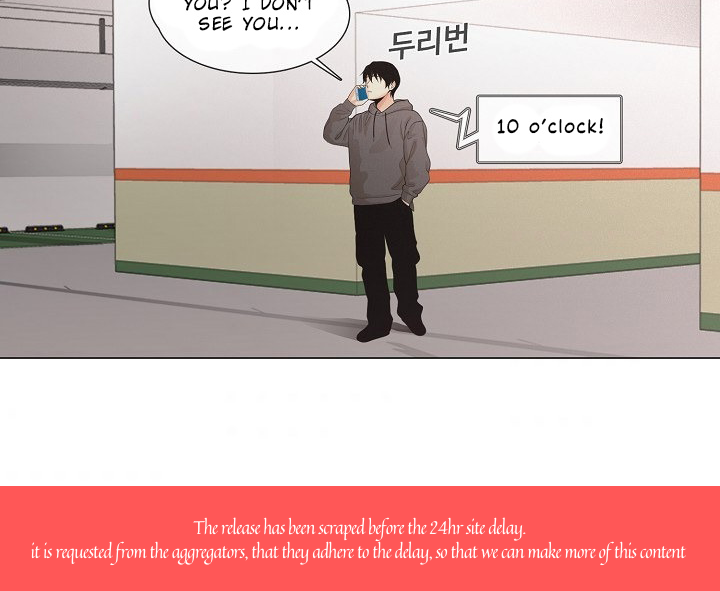 YOU? I DON'T
SEE YOU...
두리번
10 o'clock!
The release has been scraped before the 24hr site delay.
it is requested from the aggregators, that they adhere to the delay, so that we can make more of this content